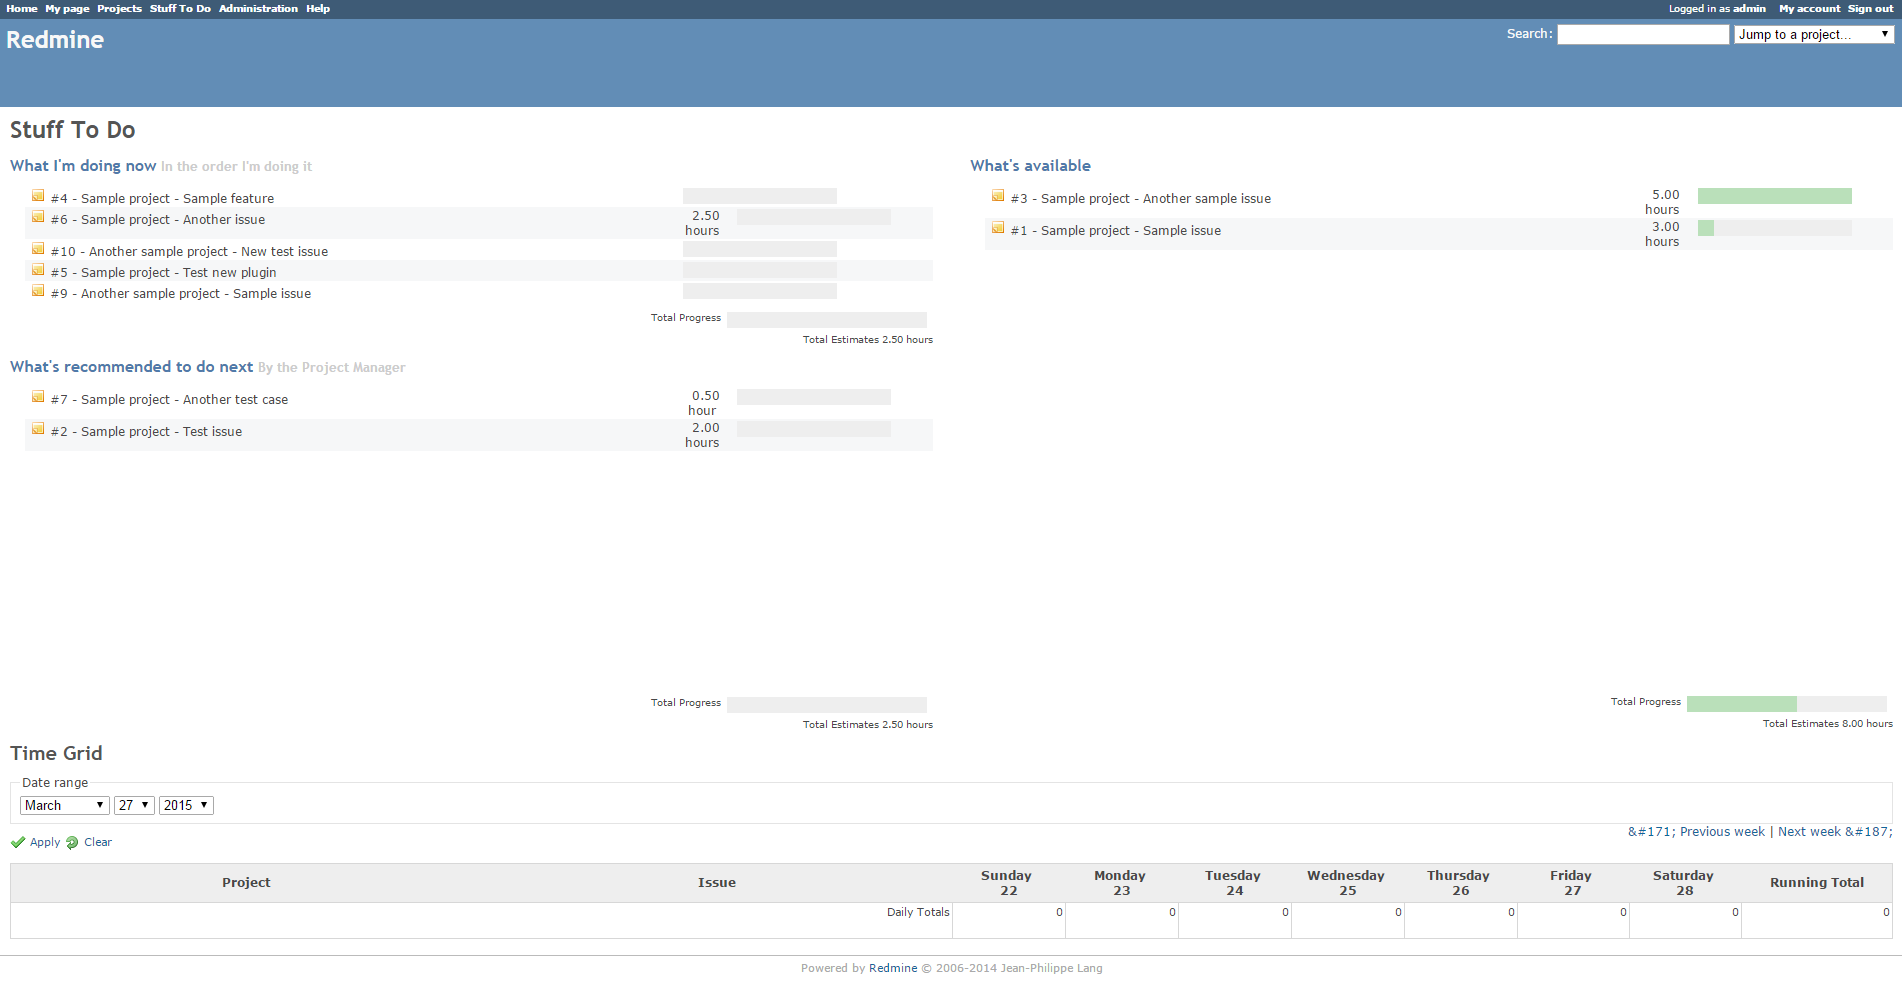 Home My page Projects Stuff To Do Administration Help
Logged in as admin My account Sign out
Redmine
Search:
Jump to a project...
Stuff To Do
What I'm doing now In the order I'm doing it
#4 - Sample project - Sample feature
#6 - Sample project - Another issue
2.50
hours
#10 - Another sample project - New test issue
#5 - Sample project - Test new plugin
#9 - Another sample project - Sample issue
Total Progress
Total Estimates 2.50 hours
What's recommended to do next By the Project Manager
#7 - Sample project - Another test case
0.50
hour
#2 - Sample project - Test issue
2.00
hours
Total Progress
Total Estimates 2.50 hours
What's available
#3 - Sample project - Another sample issue
5.00
hours
#1 - Sample project - Sample issue
3.00
hours
Total Progress
Total Estimates 8.00 hours
Time Grid
Date range
March 27 2015
Apply Clear
&#171; Previous week | Next week &#187;
Project Issue Sunday 22 Monday 23 Tuesday 24 Wednesday 25 Thursday 26 Friday 27 Saturday 28 Running Total
Daily Totals 0 0 0 0 0 0 0 0
Powered by Redmine © 2006-2014 Jean-Philippe Lang